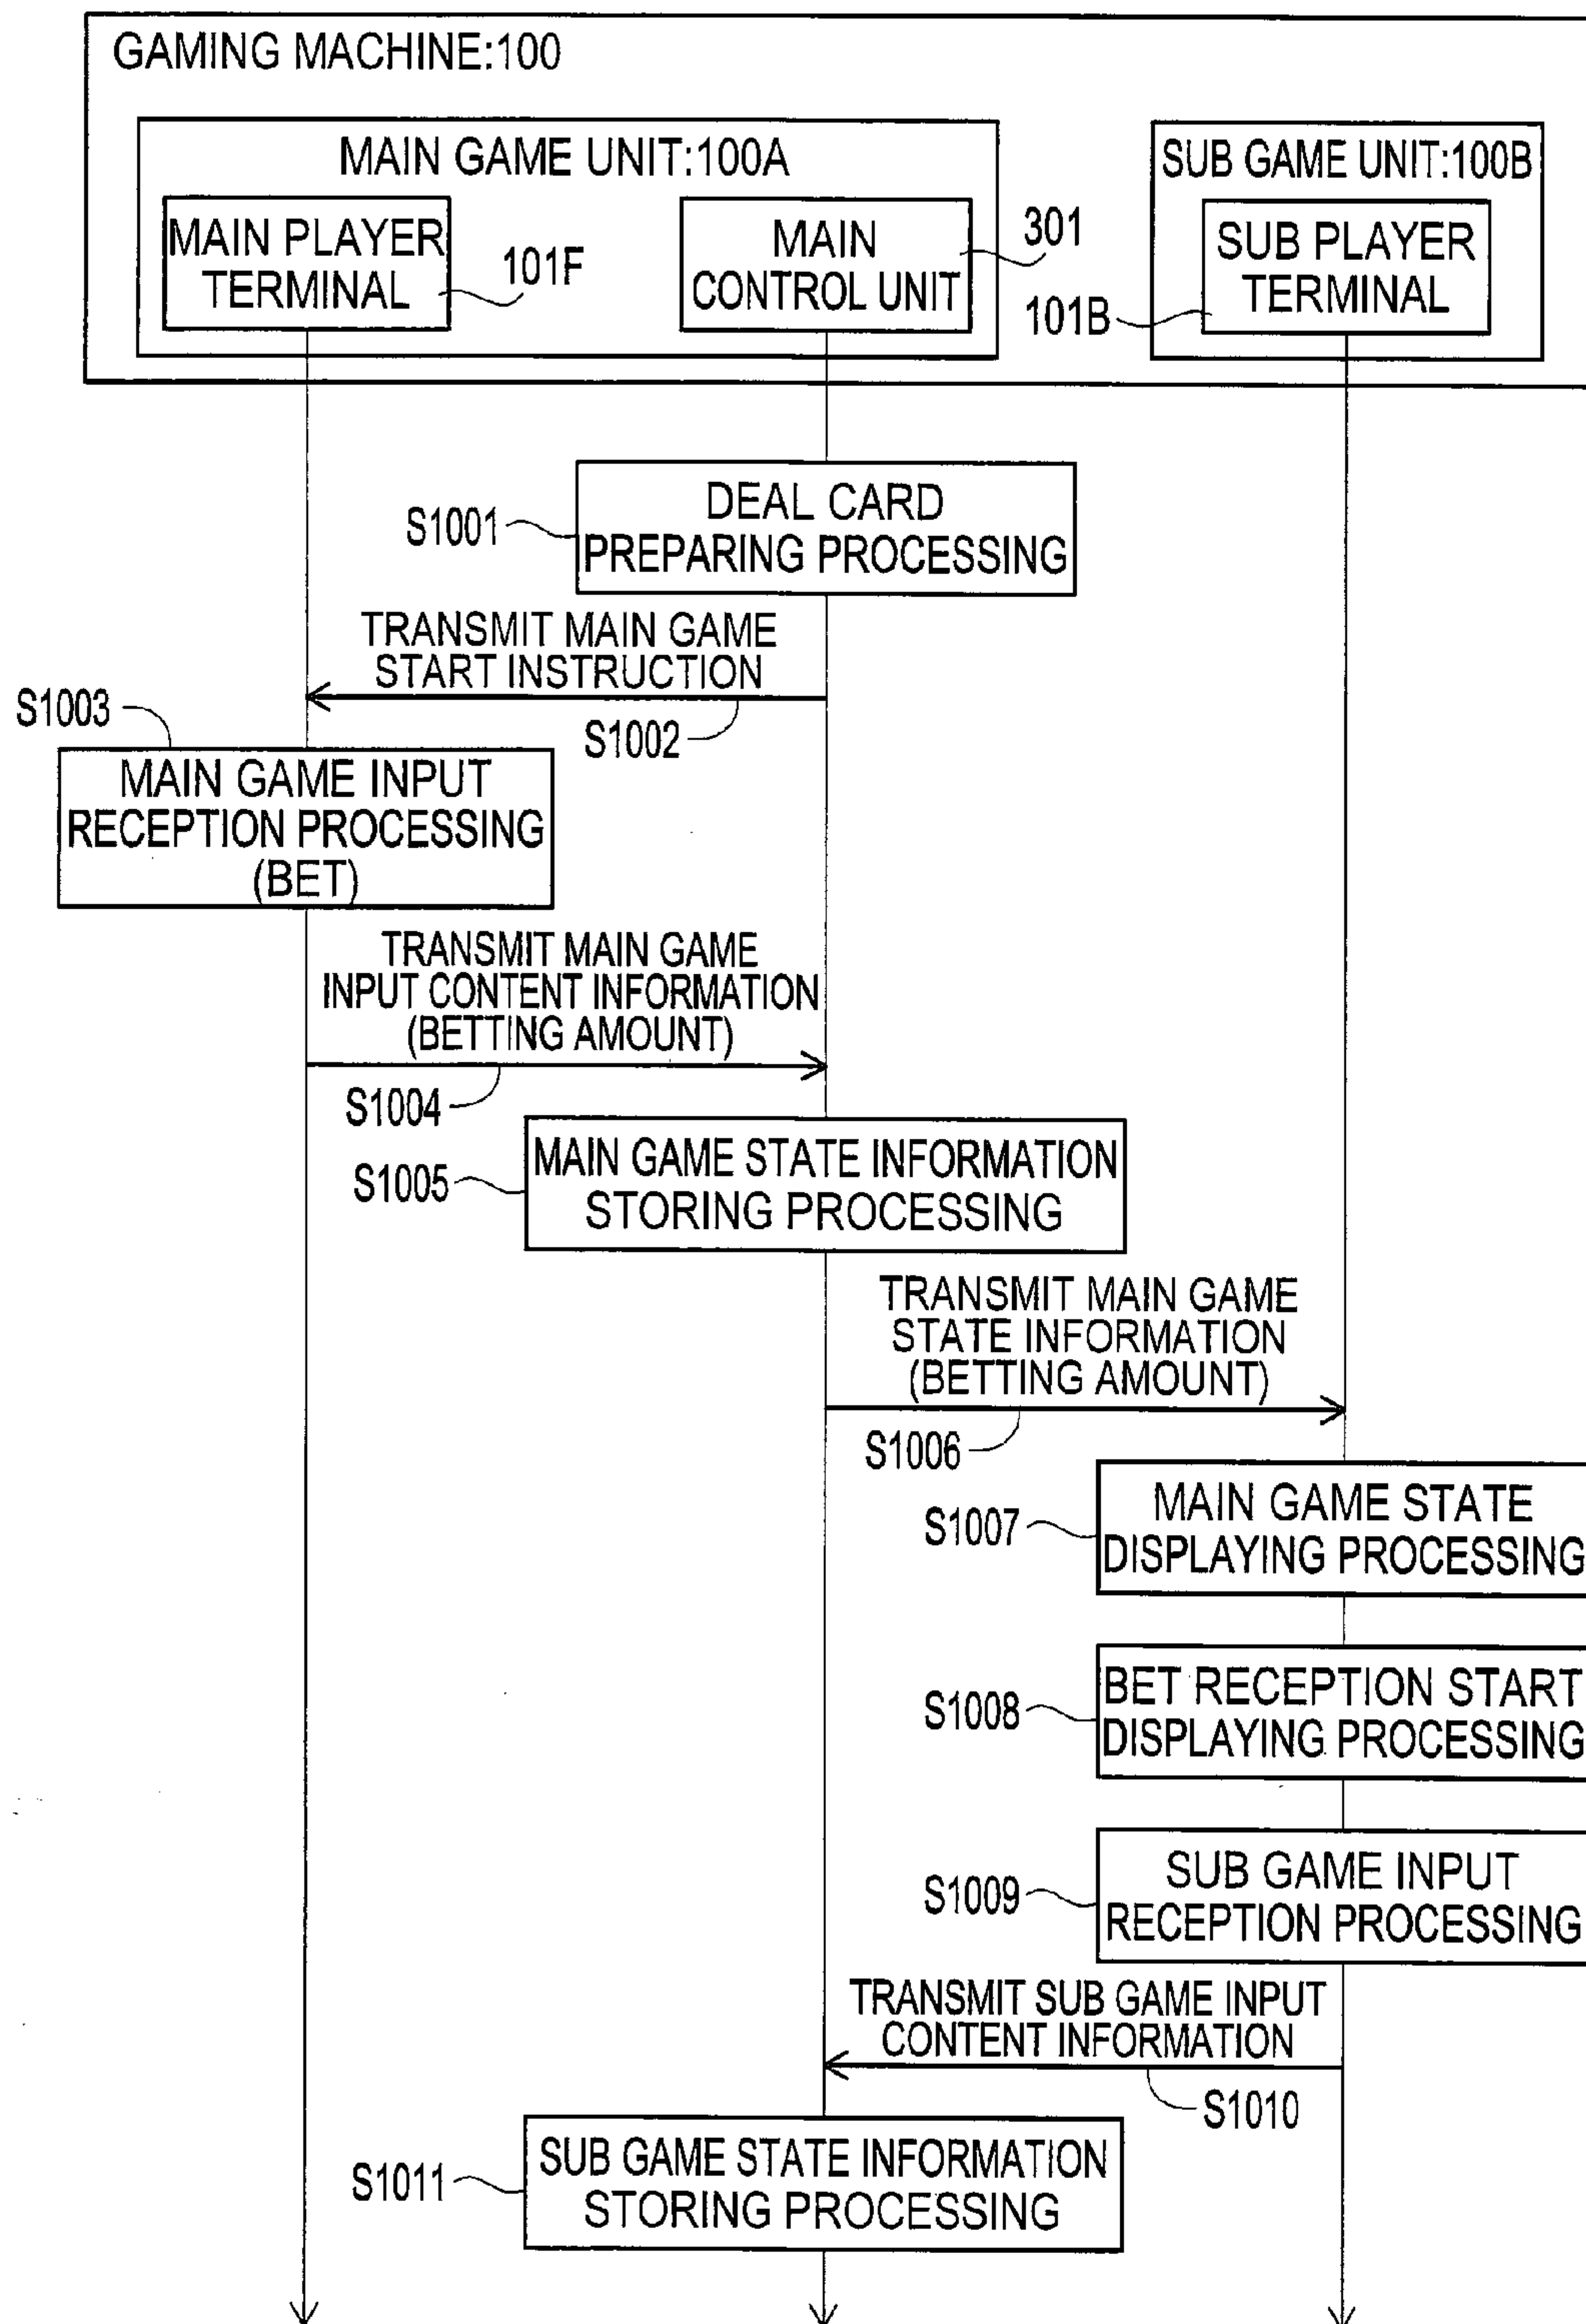 GAMING MACHINE:100
MAIN GAME UNIT:100A
SUB GAME UNIT:100B
MAIN PLAYER
TERMINAL
101F
MAIN
CONTROL UNIT
301
SUB PLAYER
TERMINAL
101B
S1001
DEAL CARD
PREPARING PROCESSING
TRANSMIT MAIN GAME
START INSTRUCTION
S1002
S1003
MAIN GAME INPUT
RECEPTION PROCESSING
(BET)
TRANSMIT MAIN GAME
INPUT CONTENT INFORMATION
(BETTING AMOUNT)
S1004
S1005
MAIN GAME STATE INFORMATION
STORING PROCESSING
TRANSMIT MAIN GAME
STATE INFORMATION
(BETTING AMOUNT)
S1006
S1007
MAIN GAME STATE
DISPLAYING PROCESSING
S1008
BET RECEPTION START
DISPLAYING PROCESSING
S1009
SUB GAME INPUT
RECEPTION PROCESSING
TRANSMIT SUB GAME INPUT
CONTENT INFORMATION
S1010
S1011
SUB GAME STATE INFORMATION
STORING PROCESSING